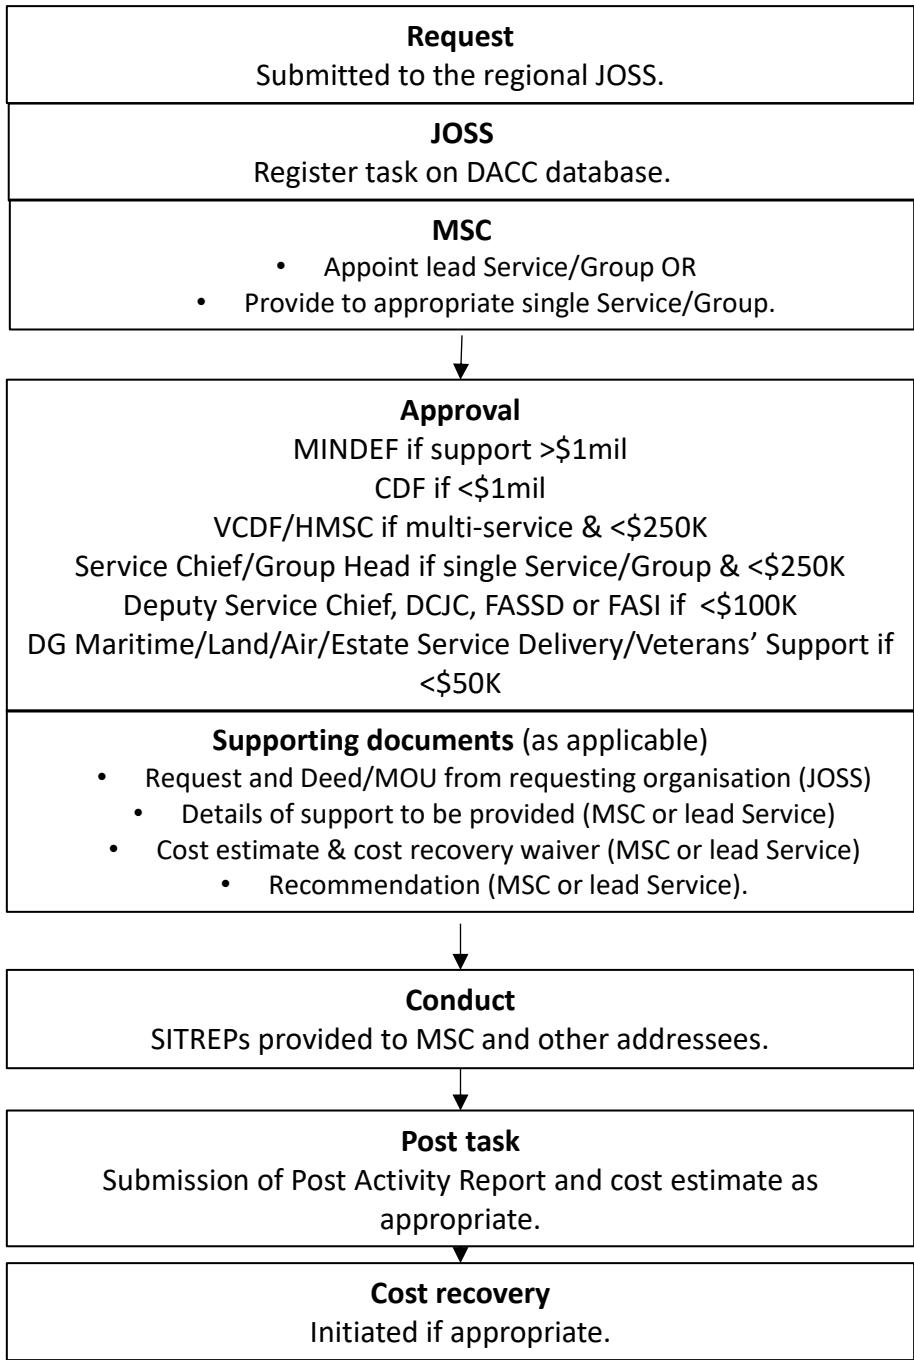 Request
Submitted to the regional JOSS.
JOSS
Register task on DACC database.
MSC
• Appoint lead Service/Group OR
• Provide to appropriate single Service/Group.
Approval
MINDEF if support >$1mil
CDF if <$1mil
VCDF/HMSC if multi-service & <$250K
Service Chief/Group Head if single Service/Group & <$250K
Deputy Service Chief, DCJC, FASSD or FASI if <$100K
DG Maritime/Land/Air/Estate Service Delivery/Veterans’ Support if
<$50K
Supporting documents (as applicable)
• Request and Deed/MOU from requesting organisation (JOSS)
• Details of support to be provided (MSC or lead Service)
• Cost estimate & cost recovery waiver (MSC or lead Service)
• Recommendation (MSC or lead Service).
Conduct
SITREPs provided to MSC and other addressees.
Post task
Submission of Post Activity Report and cost estimate as
appropriate.
Cost recovery
Initiated if appropriate.